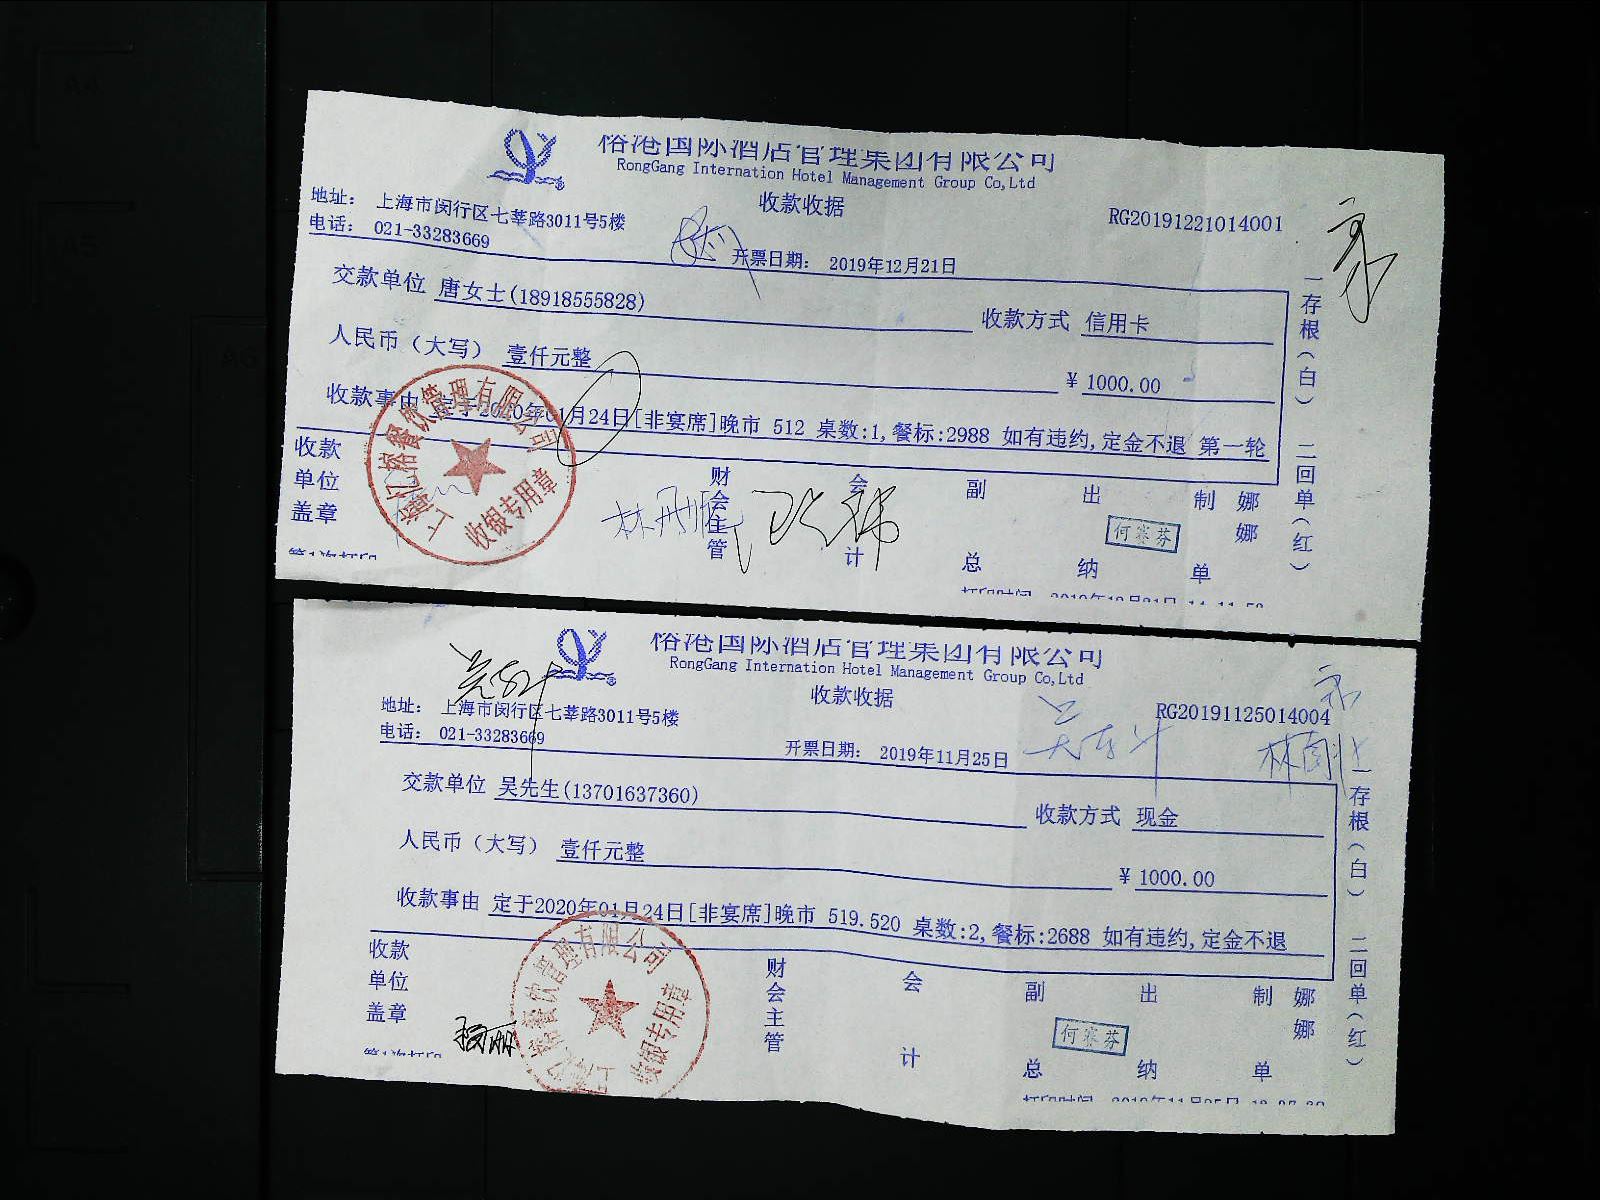 榕港国际酒店管理集团有限公司
RongGang Internation Hotel Management Group Co,Ltd
收款收据
RG20191221014001
地址： 上海市闵行区七莘路3011号5楼
电话： 021-33283669
开票日期： 2019年12月21日
交款单位 唐女士(18918555828)
收款方式 信用卡
人民币（大写） 壹仟元整
¥ 1000.00
收款事由 定于2020年01月24日[非宴席]晚市 512 桌数:1,餐标:2988 如有违约,定金不退 第一轮
收款单位盖章
财会主管
会计
副总
出纳
何赛芬
制单
娜娜
一存根（白） 二回单（红）
收银专用章
第1次打印
榕港国际酒店管理集团有限公司
RongGang Internation Hotel Management Group Co,Ltd
收款收据
RG20191125014004
地址： 上海市闵行区七莘路3011号5楼
电话： 021-33283669
开票日期： 2019年11月25日
交款单位 吴先生(13701637360)
收款方式 现金
人民币（大写） 壹仟元整
¥ 1000.00
收款事由 定于2020年01月24日[非宴席]晚市 519.520 桌数:2,餐标:2688 如有违约,定金不退
收款单位盖章
财会主管
会计
副总
出纳
何赛芬
制单
娜娜
一存根（白） 二回单（红）
收银专用章
第1次打印